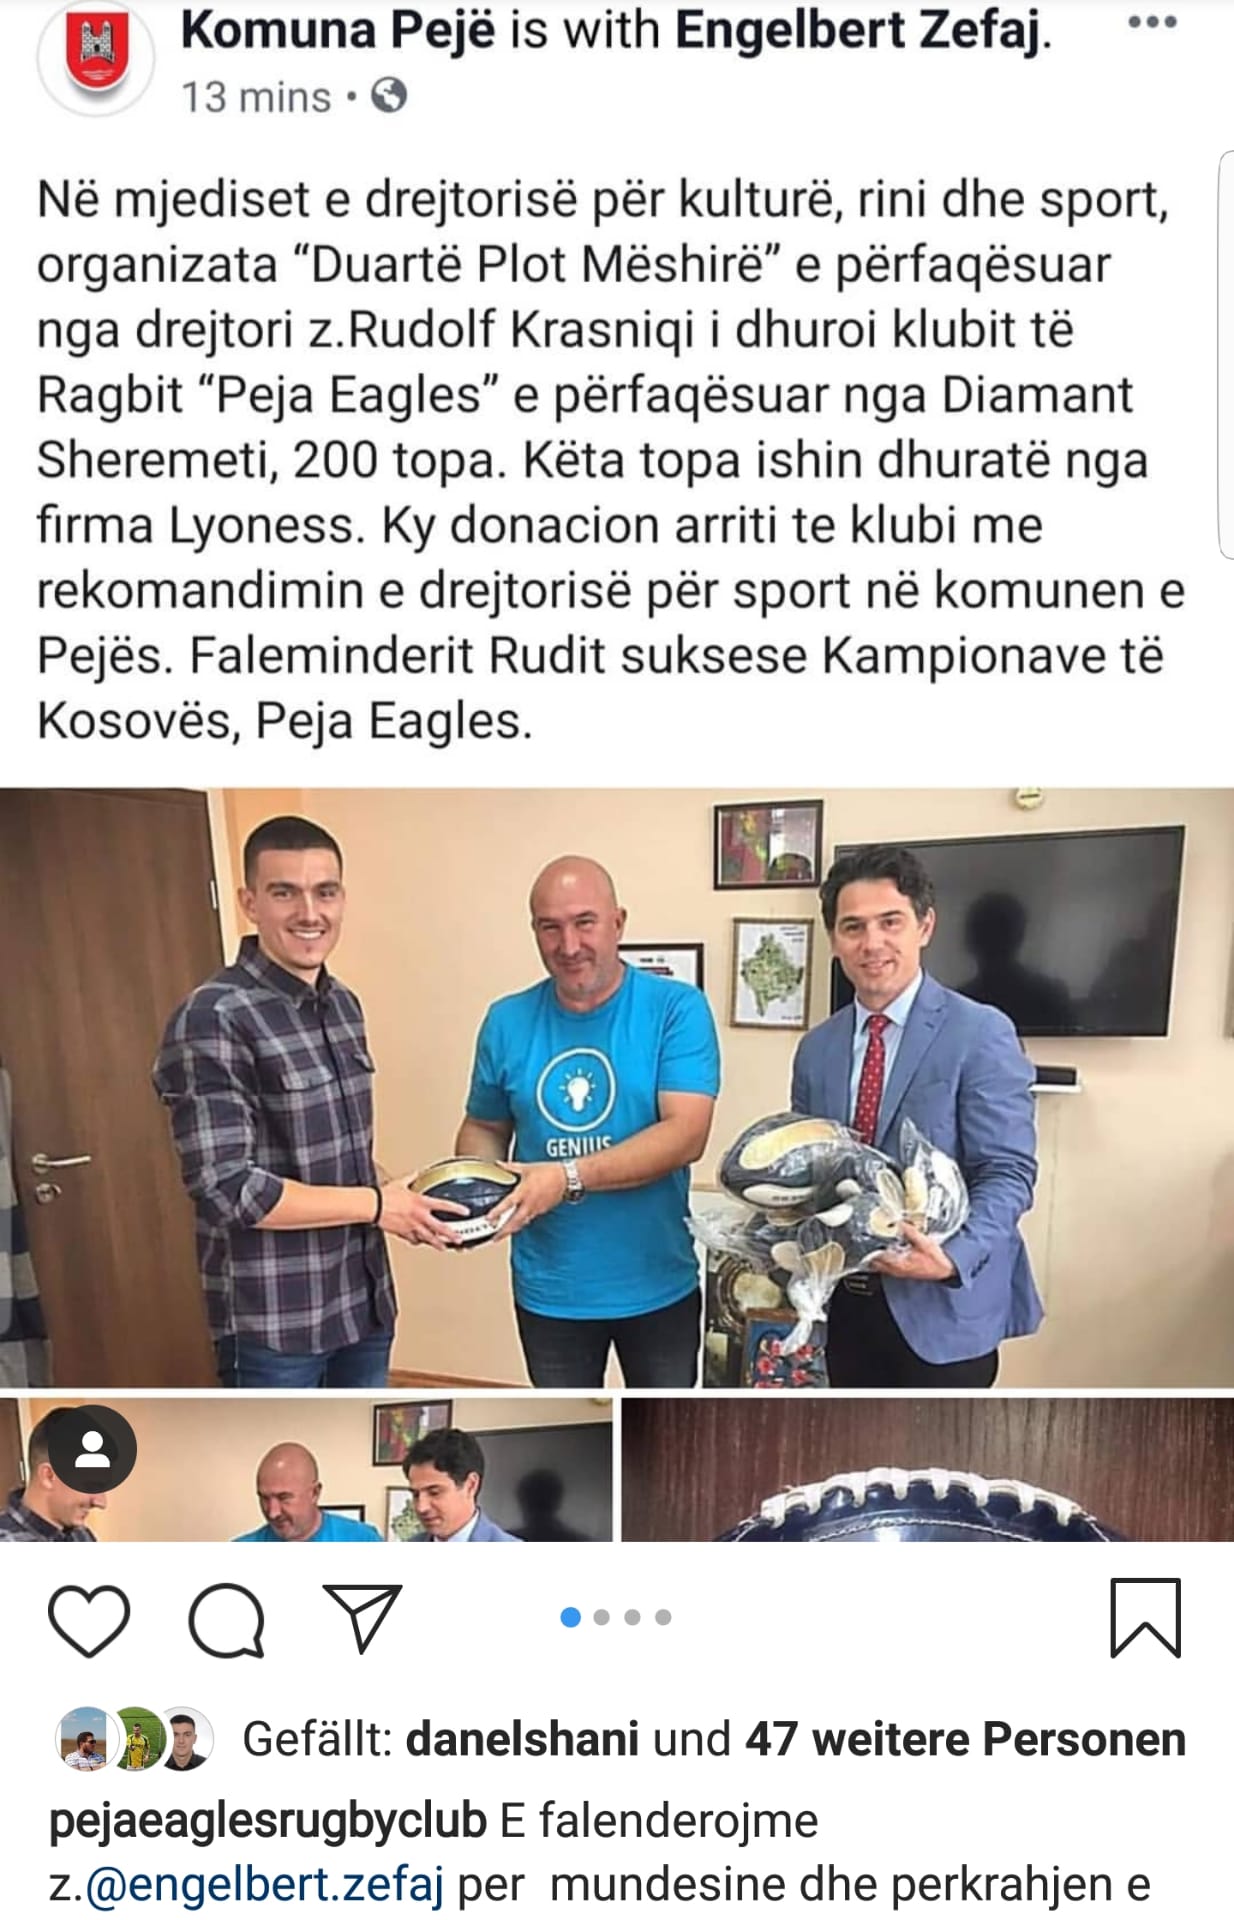 Komuna Pejë is with Engelbert Zefaj.
13 mins •
Në mjediset e drejtorisë për kulturë, rini dhe sport,
organizata “Duartë Plot Mëshirë” e përfaqësuar
nga drejtori z.Rudolf Krasniqi i dhuroi klubit të
Ragbit “Peja Eagles” e përfaqësuar nga Diamant
Sheremeti, 200 topa. Këta topa ishin dhuratë nga
firma Lyoness. Ky donacion arriti te klubi me
rekomandimin e drejtorisë për sport në komunen e
Pejës. Faleminderit Rudit suksese Kampionave të
Kosovës, Peja Eagles.
GENIUS
Gefällt: danelshani und 47 weitere Personen
pejaeaglesrugbyclub E falenderojme
z.@engelbert.zefaj per  mundesine dhe perkrahjen e